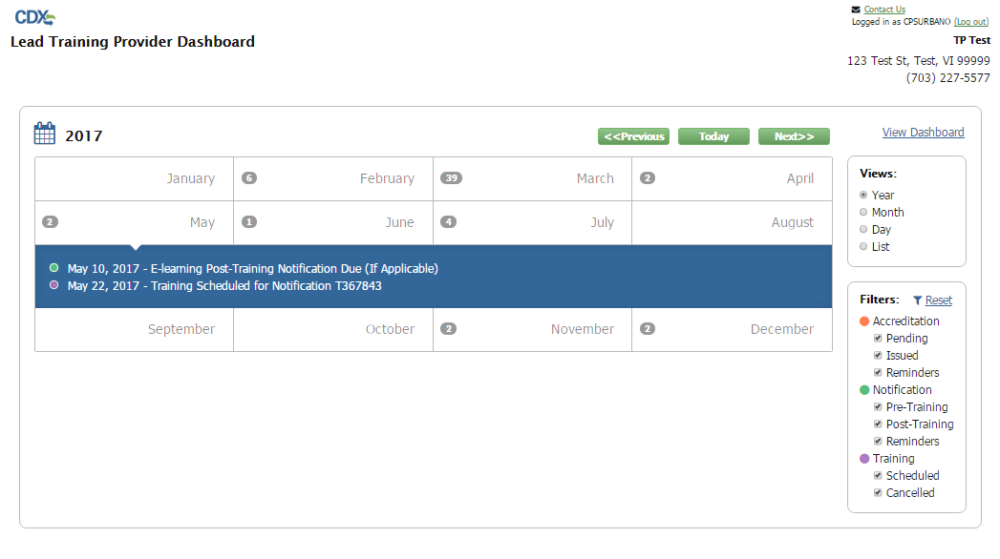 CDX
Contact Us
Logged in as CPSURBANO (Log out)
Lead Training Provider Dashboard
TP Test
123 Test St, Test, VI 99999
(703) 227-5577
2017
<<Previous
Today
Next>>
View Dashboard
January
6 February
39 March
2 April
2 May
1 June
4 July
August
May 10, 2017 - E-learning Post-Training Notification Due (If Applicable)
May 22, 2017 - Training Scheduled for Notification T367843
September
October
2 November
2 December
Views:
Year
Month
Day
List
Filters: Reset
Accreditation
Pending
Issued
Reminders
Notification
Pre-Training
Post-Training
Reminders
Training
Scheduled
Cancelled